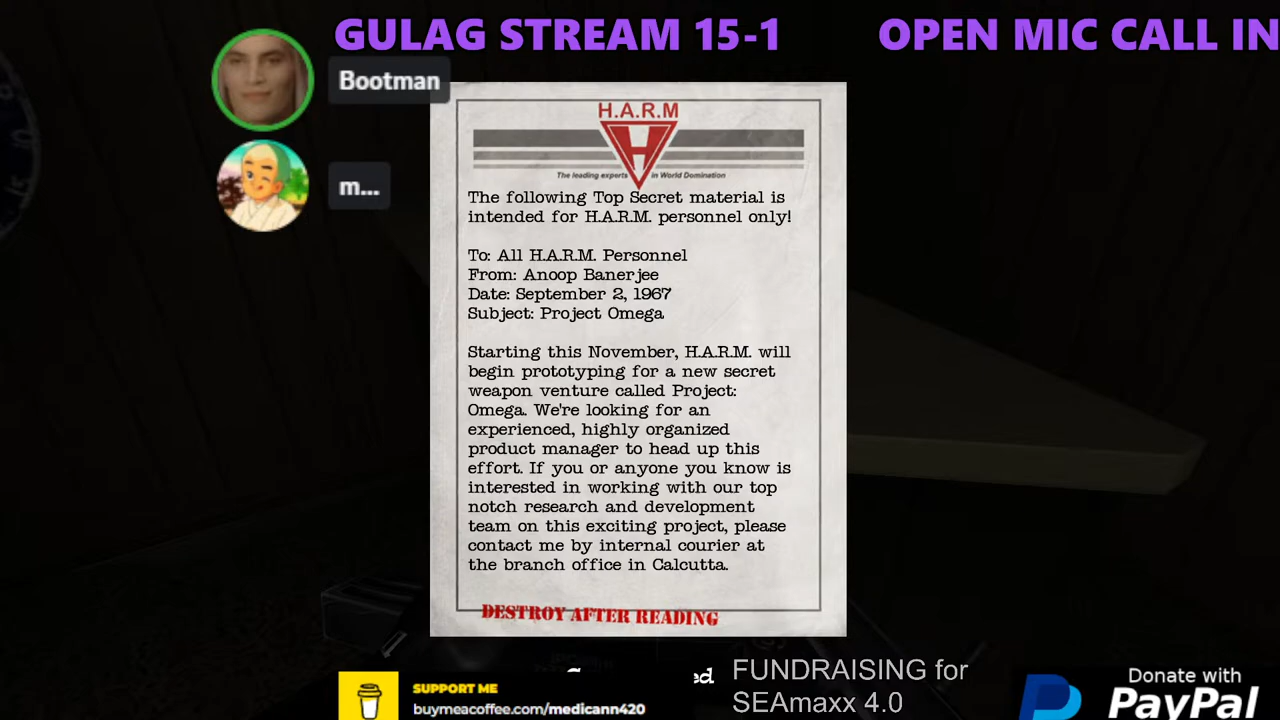 GULAG STREAM 15-1 OPEN MIC CALL IN
Bootman
m...
H.A.R.M
H
The leading experts in World Domination
The following Top Secret material is
intended for H.A.R.M. personnel only!
To: All H.A.R.M. Personnel
From: Anoop Banerjee
Date: September 2, 1967
Subject: Project Omega
Starting this November, H.A.R.M. will
begin prototyping for a new secret
weapon venture called Project:
Omega. We're looking for an
experienced, highly organized
product manager to head up this
effort. If you or anyone you know is
interested in working with our top
notch research and development
team on this exciting project, please
contact me by internal courier at
the branch office in Calcutta.
DESTROY AFTER READING
SUPPORT ME
buymeacoffee.com/medicann420
FUNDRAISING for
SEAmaxx 4.0
Donate with
PayPal